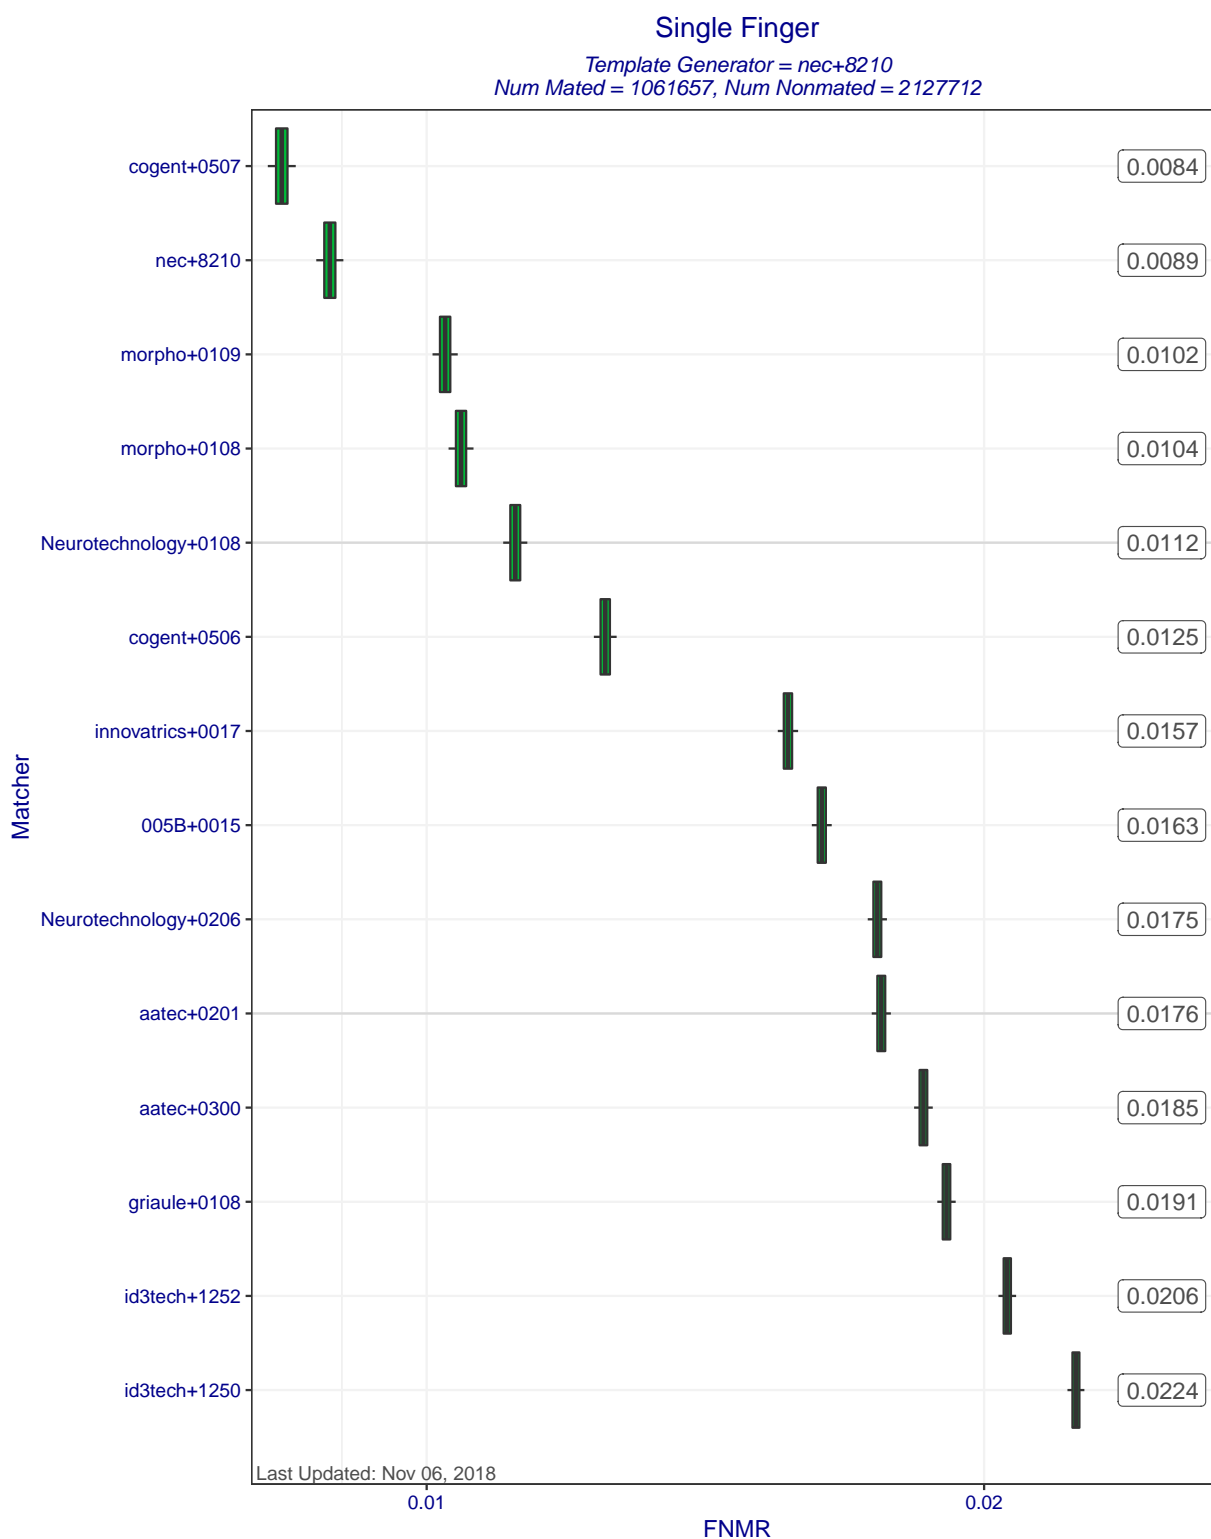 Single Finger
Template Generator = nec+8210
Num Mated = 1061657, Num Nonmated = 2127712
cogent+0507 0.0084
nec+8210 0.0089
morpho+0109 0.0102
morpho+0108 0.0104
Neurotechnology+0108 0.0112
cogent+0506 0.0125
innovatrics+0017 0.0157
005B+0015 0.0163
Neurotechnology+0206 0.0175
aatec+0201 0.0176
aatec+0300 0.0185
griaule+0108 0.0191
id3tech+1252 0.0206
id3tech+1250 0.0224
Matcher
Last Updated: Nov 06, 2018
0.01 0.02
FNMR